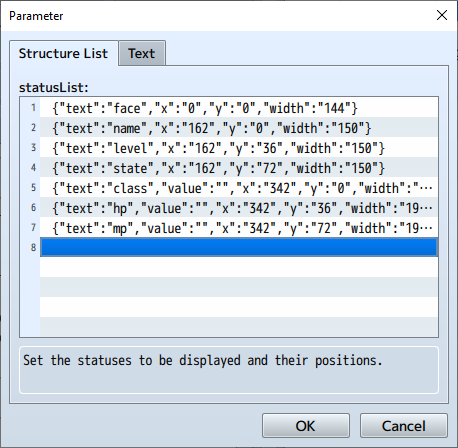 Parameter
Structure List
Text
statusList:
1 {"text":"face","x":"0","y":"0","width":"144"}
2 {"text":"name","x":"162","y":"0","width":"150"}
3 {"text":"level","x":"162","y":"36","width":"150"}
4 {"text":"state","x":"162","y":"72","width":"150"}
5 {"text":"class","value":"","x":"342","y":"0","width":"…
6 {"text":"hp","value":"","x":"342","y":"36","width":"19…
7 {"text":"mp","value":"","x":"342","y":"72","width":"19…
8
Set the statuses to be displayed and their positions.
OK
Cancel